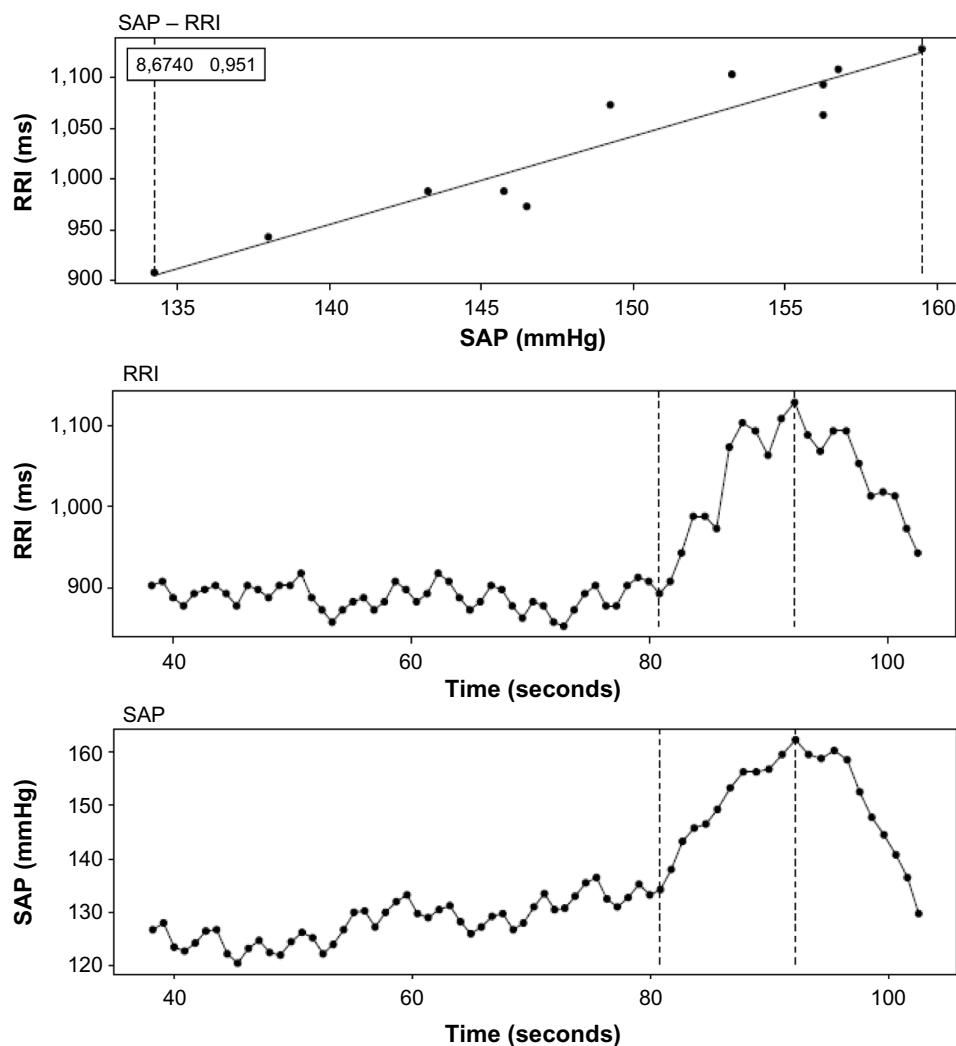 SAP – RRI
8,6740 0,951
1,100
1,050
1,000
950
900
RRI (ms)
135 140 145 150 155 160
SAP (mmHg)
RRI
1,100
1,000
900
RRI (ms)
40 60 80 100
Time (seconds)
SAP
160
150
140
130
120
SAP (mmHg)
40 60 80 100
Time (seconds)